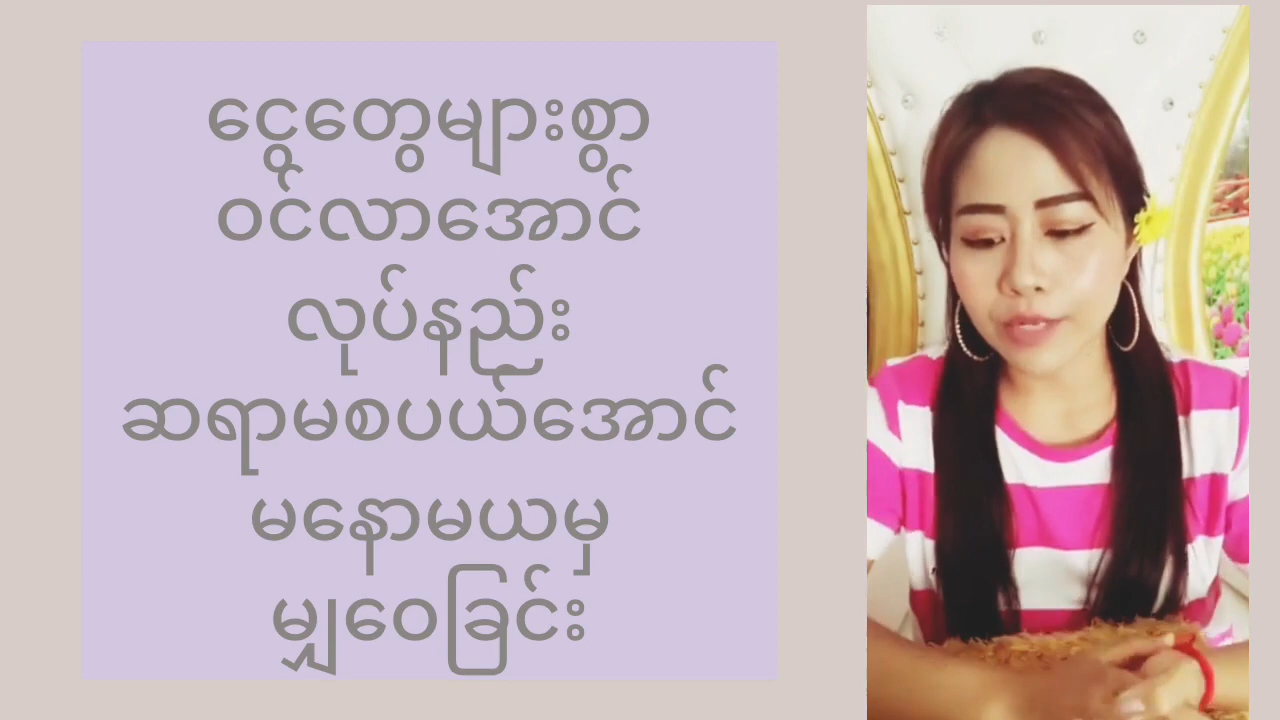 ငွေတွေများစွာ
ဝင်လာအောင်
လုပ်နည်း
ဆရာမစပယ်အောင်
မနောမယမှ
မျှဝေခြင်း